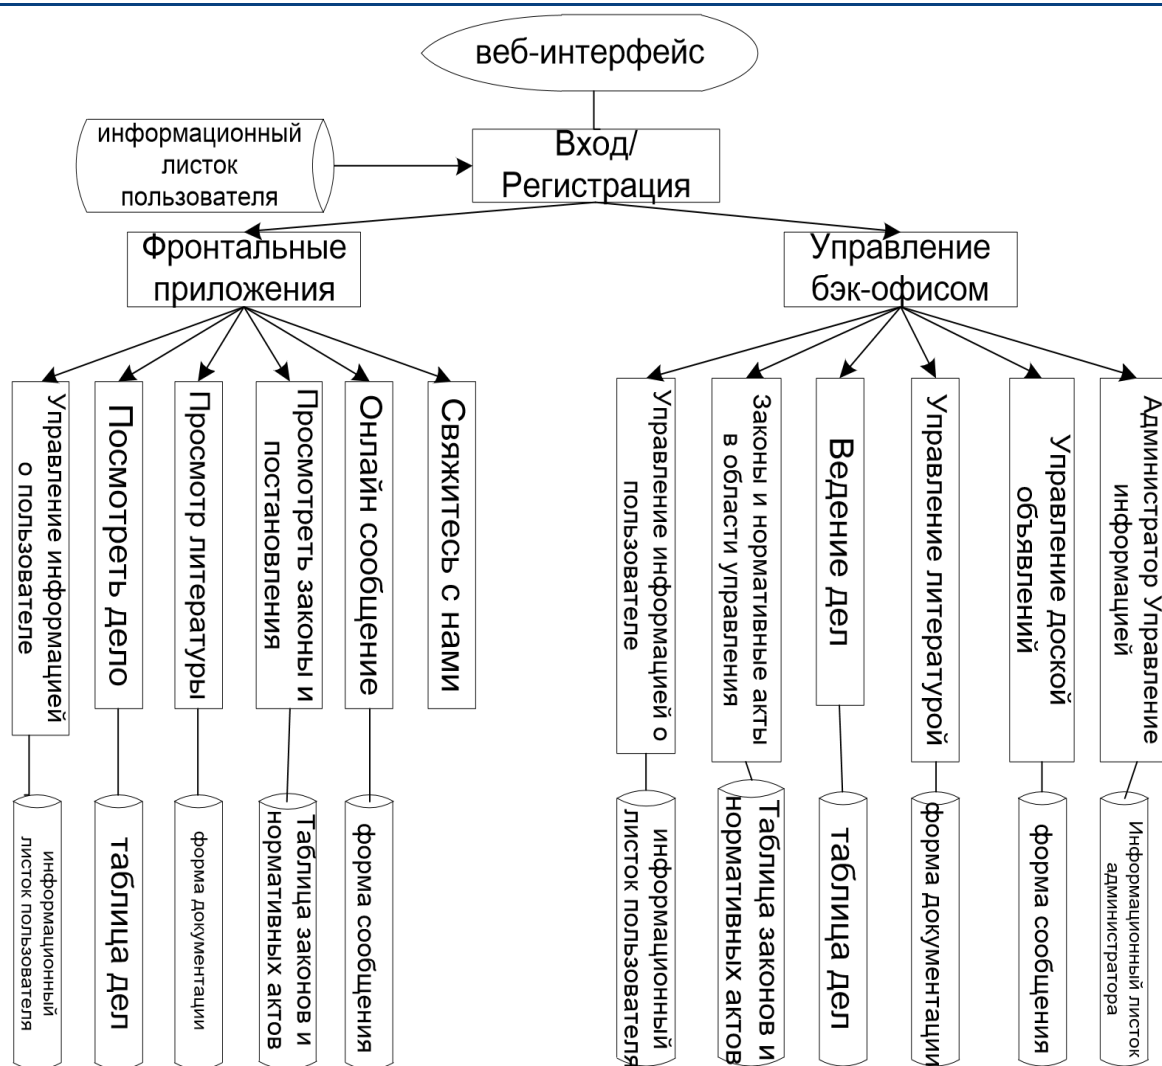 веб-интерфейс
информационный
листок
пользователя
Вход/
Регистрация
Фронтальные
приложения
Управление
бэк-офисом
Управление информацией
о пользователе
Посмотреть дело
Просмотр литературы
Просмотреть законы и
постановления
Онлайн сообщение
Свяжитесь с нами
Управление информацией о
пользователе
Законы и нормативные акты
в области управления
Ведение дел
Управление литературой
Управление доской
объявлений
Администратор Управление
информацией
информационный
листок пользователя
таблица дел
форма документации
Таблица законов и
нормативных актов
форма сообщения
информационный
листок пользователя
Таблица законов и
нормативных актов
таблица дел
форма документации
форма сообщения
Информационный листок
администратора